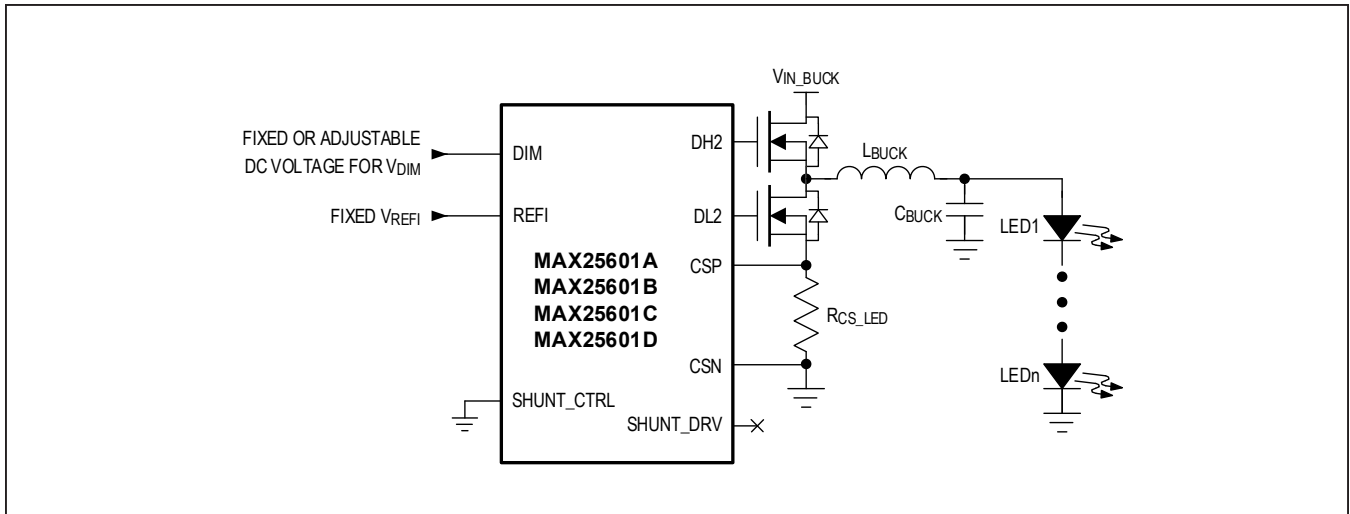 VIN_BUCK
FIXED OR ADJUSTABLE
DC VOLTAGE FOR VDIM
DIM
DH2
LBUCK
FIXED VREFI
REFI
DL2
CBUCK
LED1
MAX25601A
MAX25601B
MAX25601C
MAX25601D
CSP
RCS_LED
CSN
LEDn
SHUNT_CTRL
SHUNT_DRV